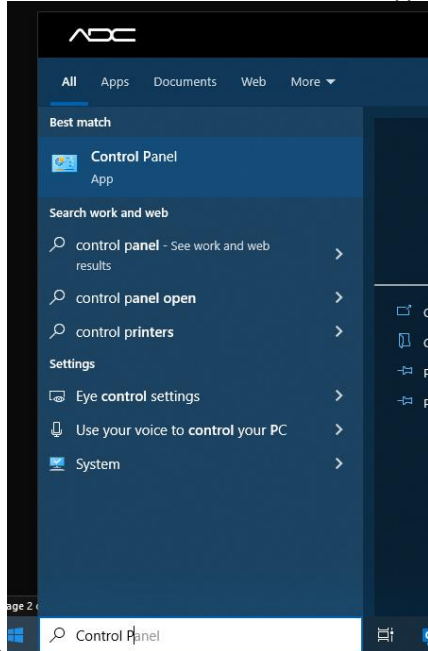 ADC
All Apps Documents Web More
Best match
Control Panel
App
Search work and web
control panel - See work and web
results
control panel open
control printers
Settings
Eye control settings
Use your voice to control your PC
System
age 2
Control Panel